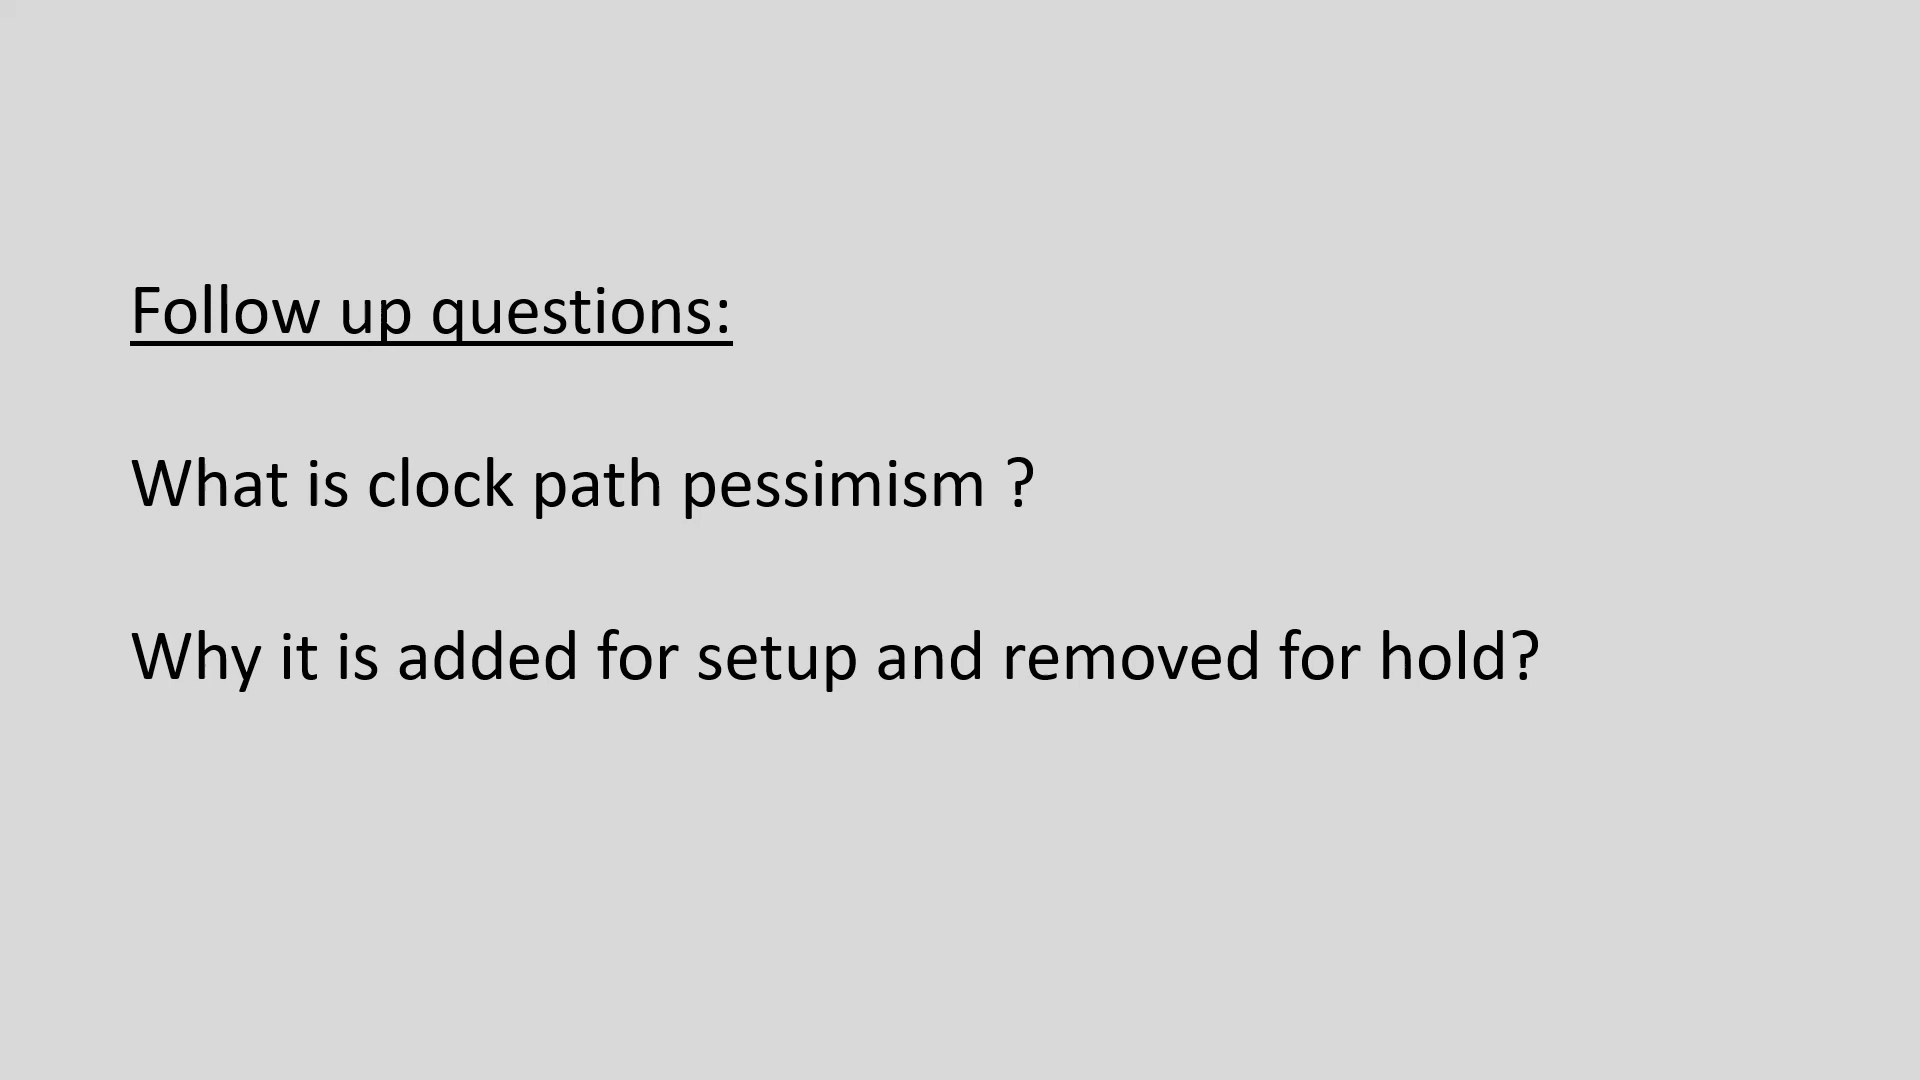 Follow up questions:
What is clock path pessimism ?
Why it is added for setup and removed for hold?